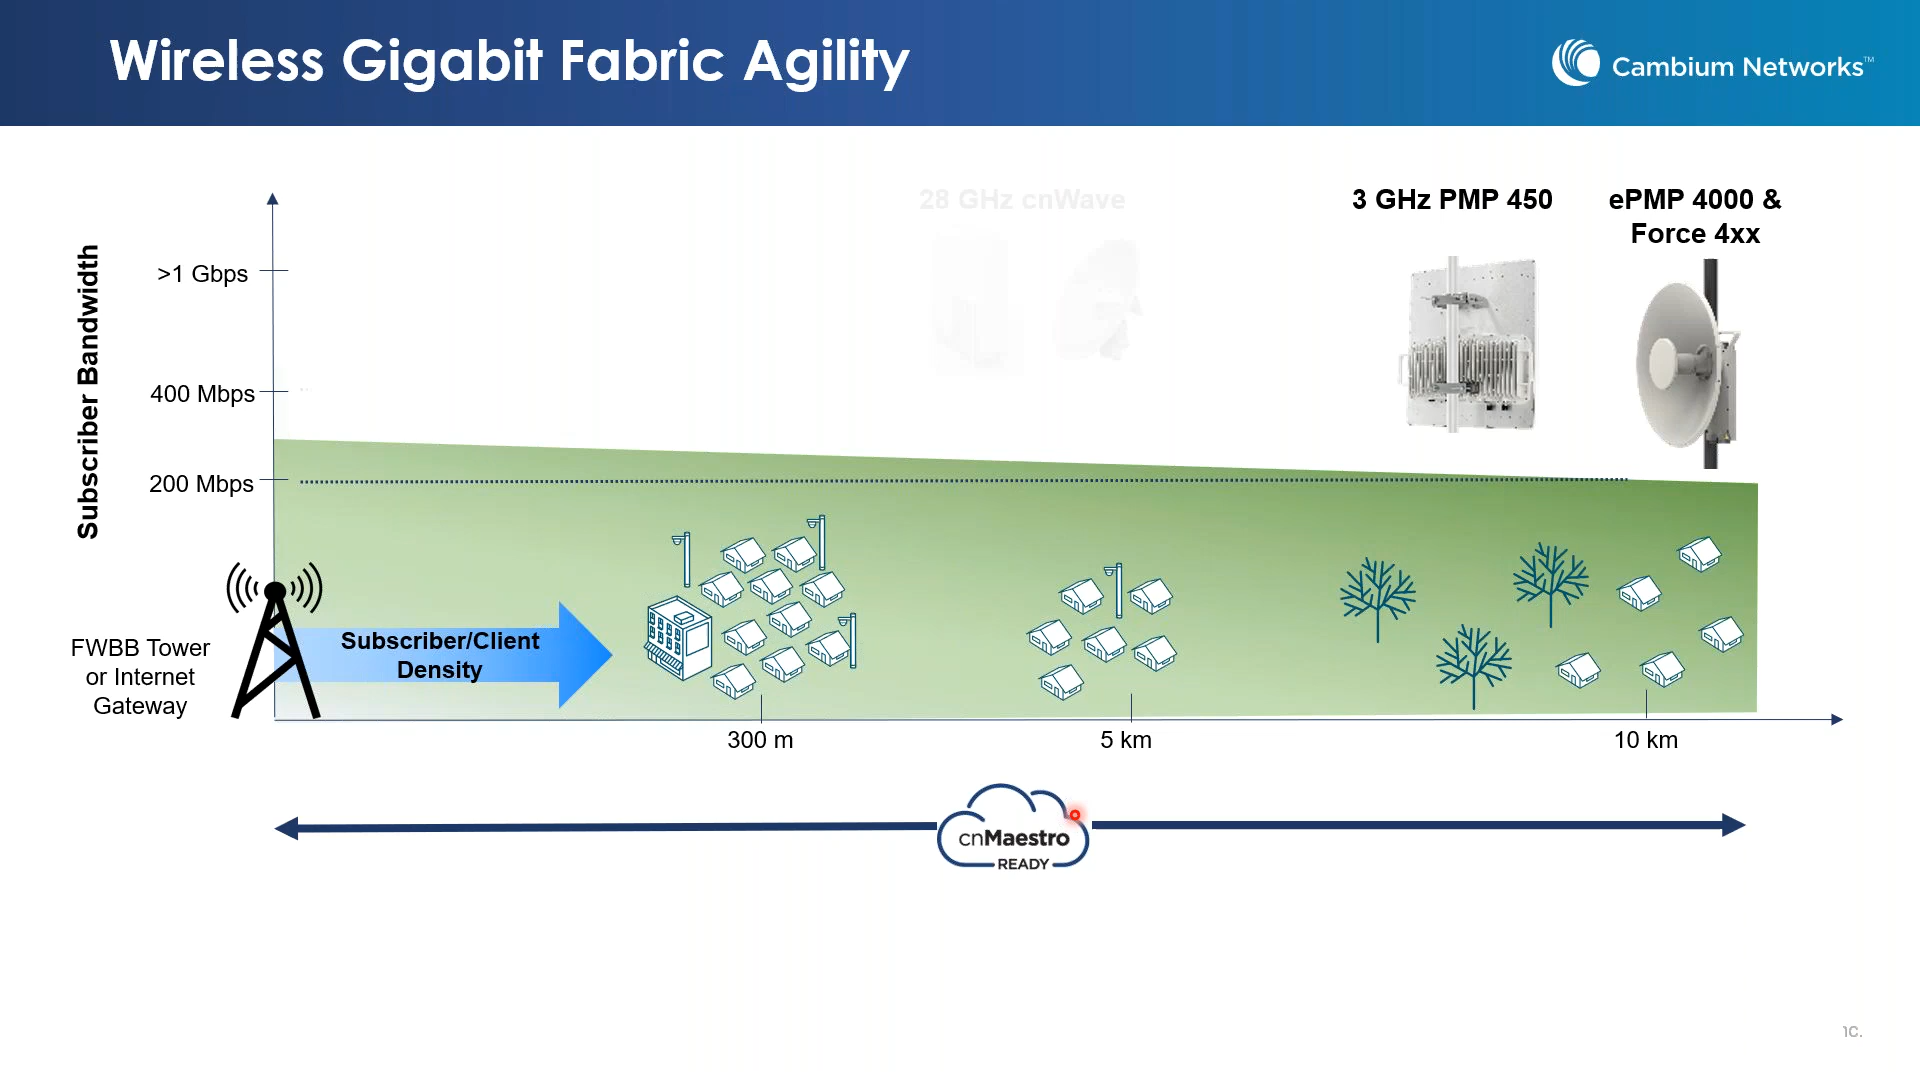 Wireless Gigabit Fabric Agility
Cambium Networks™
28 GHz cnWave
3 GHz PMP 450
ePMP 4000 &
Force 4xx
Subscriber Bandwidth
>1 Gbps
400 Mbps
200 Mbps
FWBB Tower
or Internet
Gateway
Subscriber/Client
Density
300 m
5 km
10 km
cnMaestro
READY